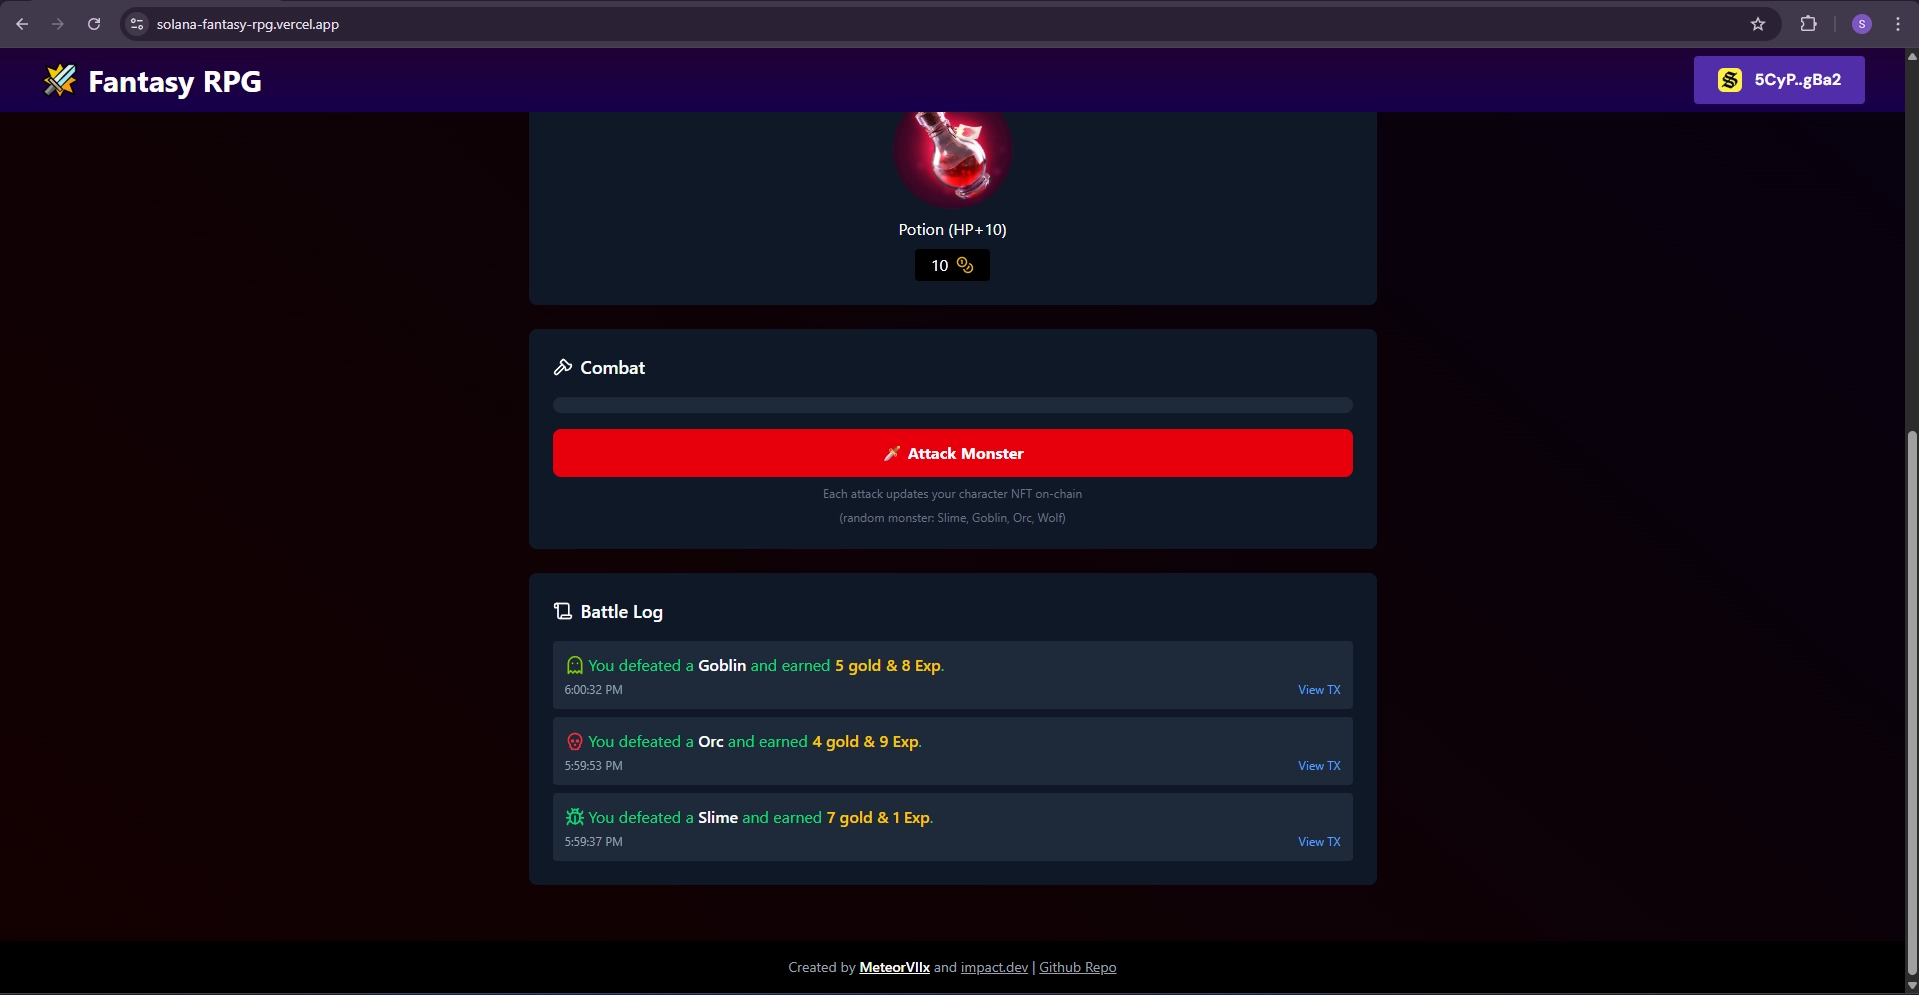 solana-fantasy-rpg.vercel.app
S
Fantasy RPG
5CyP..gBa2
Potion (HP+10)
10
Combat
Attack Monster
Each attack updates your character NFT on-chain
(random monster: Slime, Goblin, Orc, Wolf)
Battle Log
You defeated a Goblin and earned 5 gold & 8 Exp.
6:00:32 PM View TX
You defeated a Orc and earned 4 gold & 9 Exp.
5:59:53 PM View TX
You defeated a Slime and earned 7 gold & 1 Exp.
5:59:37 PM View TX
Created by MeteorVIIx and impact.dev | Github Repo